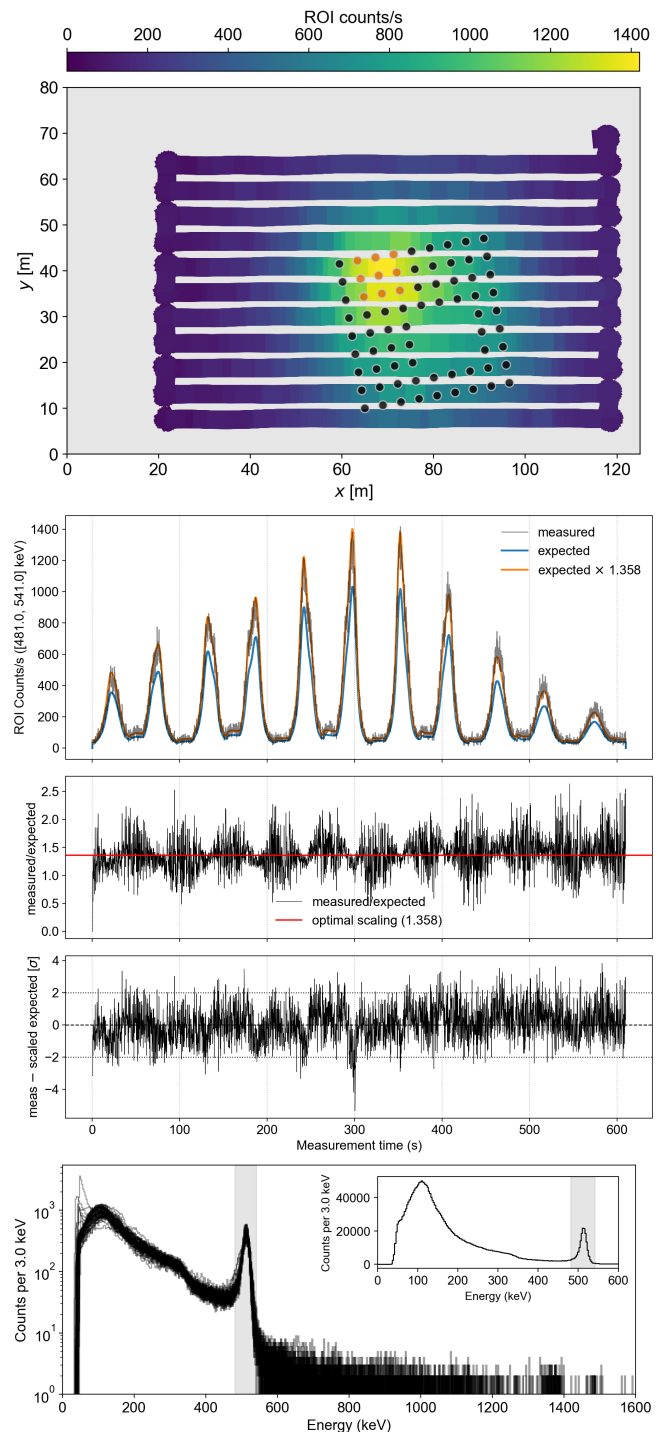 ROI counts/s
0 200 400 600 800 1000 1200 1400
80
70
60
50
40
30
20
10
0
y [m]
0 20 40 60 80 100 120
x [m]
ROI Counts/s ([481.0, 541.0] keV)
1400
1200
1000
800
600
400
200
0
measured
expected
expected × 1.358
measured/expected
2.5
2.0
1.5
1.0
0.5
0.0
measured/expected
optimal scaling (1.358)
meas − scaled expected [σ]
4
2
0
−2
−4
0 100 200 300 400 500 600
Measurement time (s)
Counts per 3.0 keV
10³
10²
10¹
10⁰
0 200 400 600 800 1000 1200 1400 1600
Energy (keV)
Counts per 3.0 keV
40000
20000
0
0 100 200 300 400 500 600
Energy (keV)